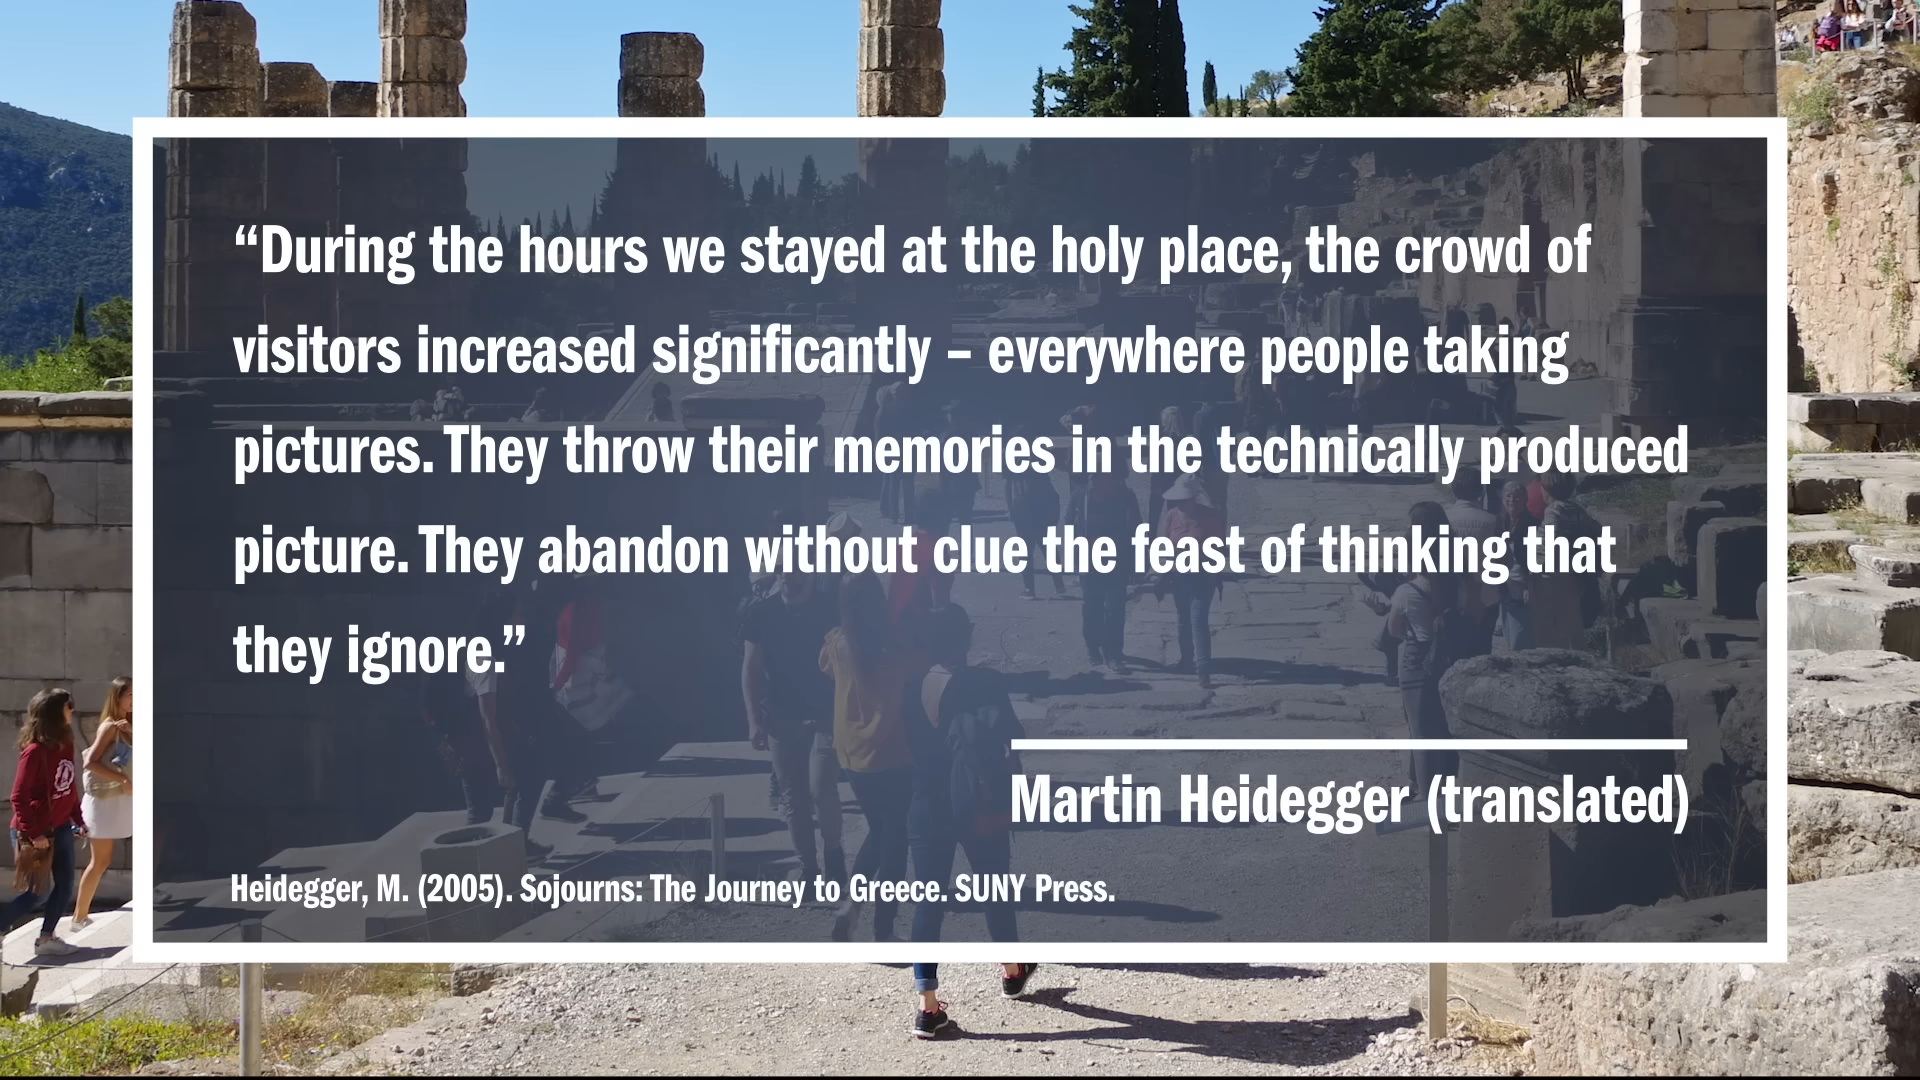 “During the hours we stayed at the holy place, the crowd of
visitors increased significantly – everywhere people taking
pictures. They throw their memories in the technically produced
picture. They abandon without clue the feast of thinking that
they ignore.”
Martin Heidegger (translated)
Heidegger, M. (2005). Sojourns: The Journey to Greece. SUNY Press.